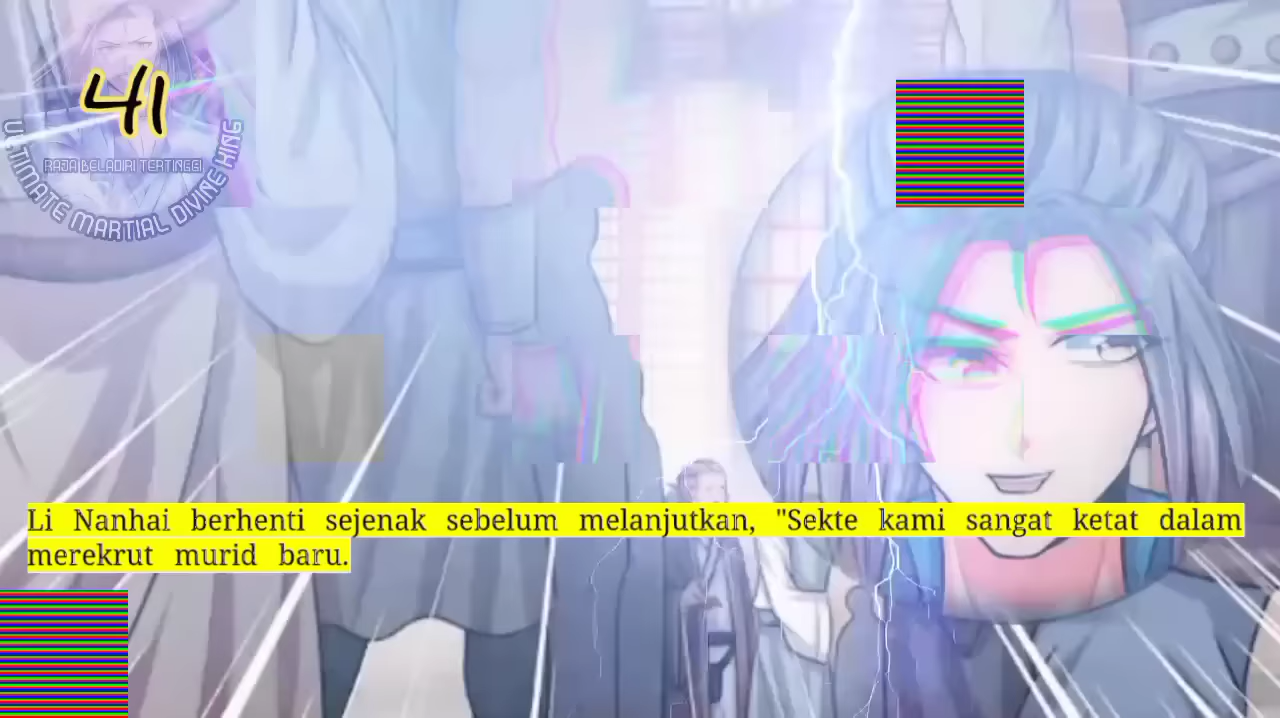 41
RAJA BELADIRI TERTINGGI
ULTIMATE MARTIAL DIVINE KING
Li Nanhai berhenti sejenak sebelum melanjutkan, "Sekte kami sangat ketat dalam
merekrut murid baru.